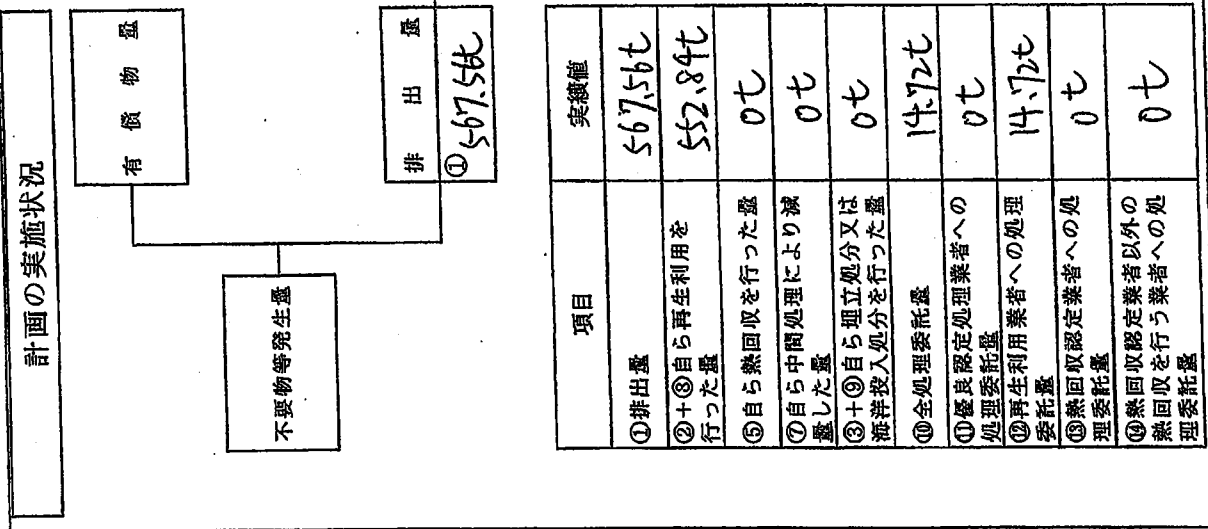 計画の実施状況
有償物量
不要物等発生量
排出量
①
567.56t
項目
実績値
①排出量
567.56t
②+⑧自ら再生利用を
行った量
552.84t
⑤自ら熱回収を行った量
0t
⑦自ら中間処理により減
量した量
0t
③+⑨自ら埋立処分又は
海洋投入処分を行った量
0t
⑩全処理委託量
14.72t
⑪優良認定処理業者への
処理委託量
0t
⑫再生利用業者への処理
委託量
14.72t
⑬熱回収認定業者への処
理委託量
0t
⑭熱回収認定業者以外の
熱回収を行う業者への処
理委託量
0t